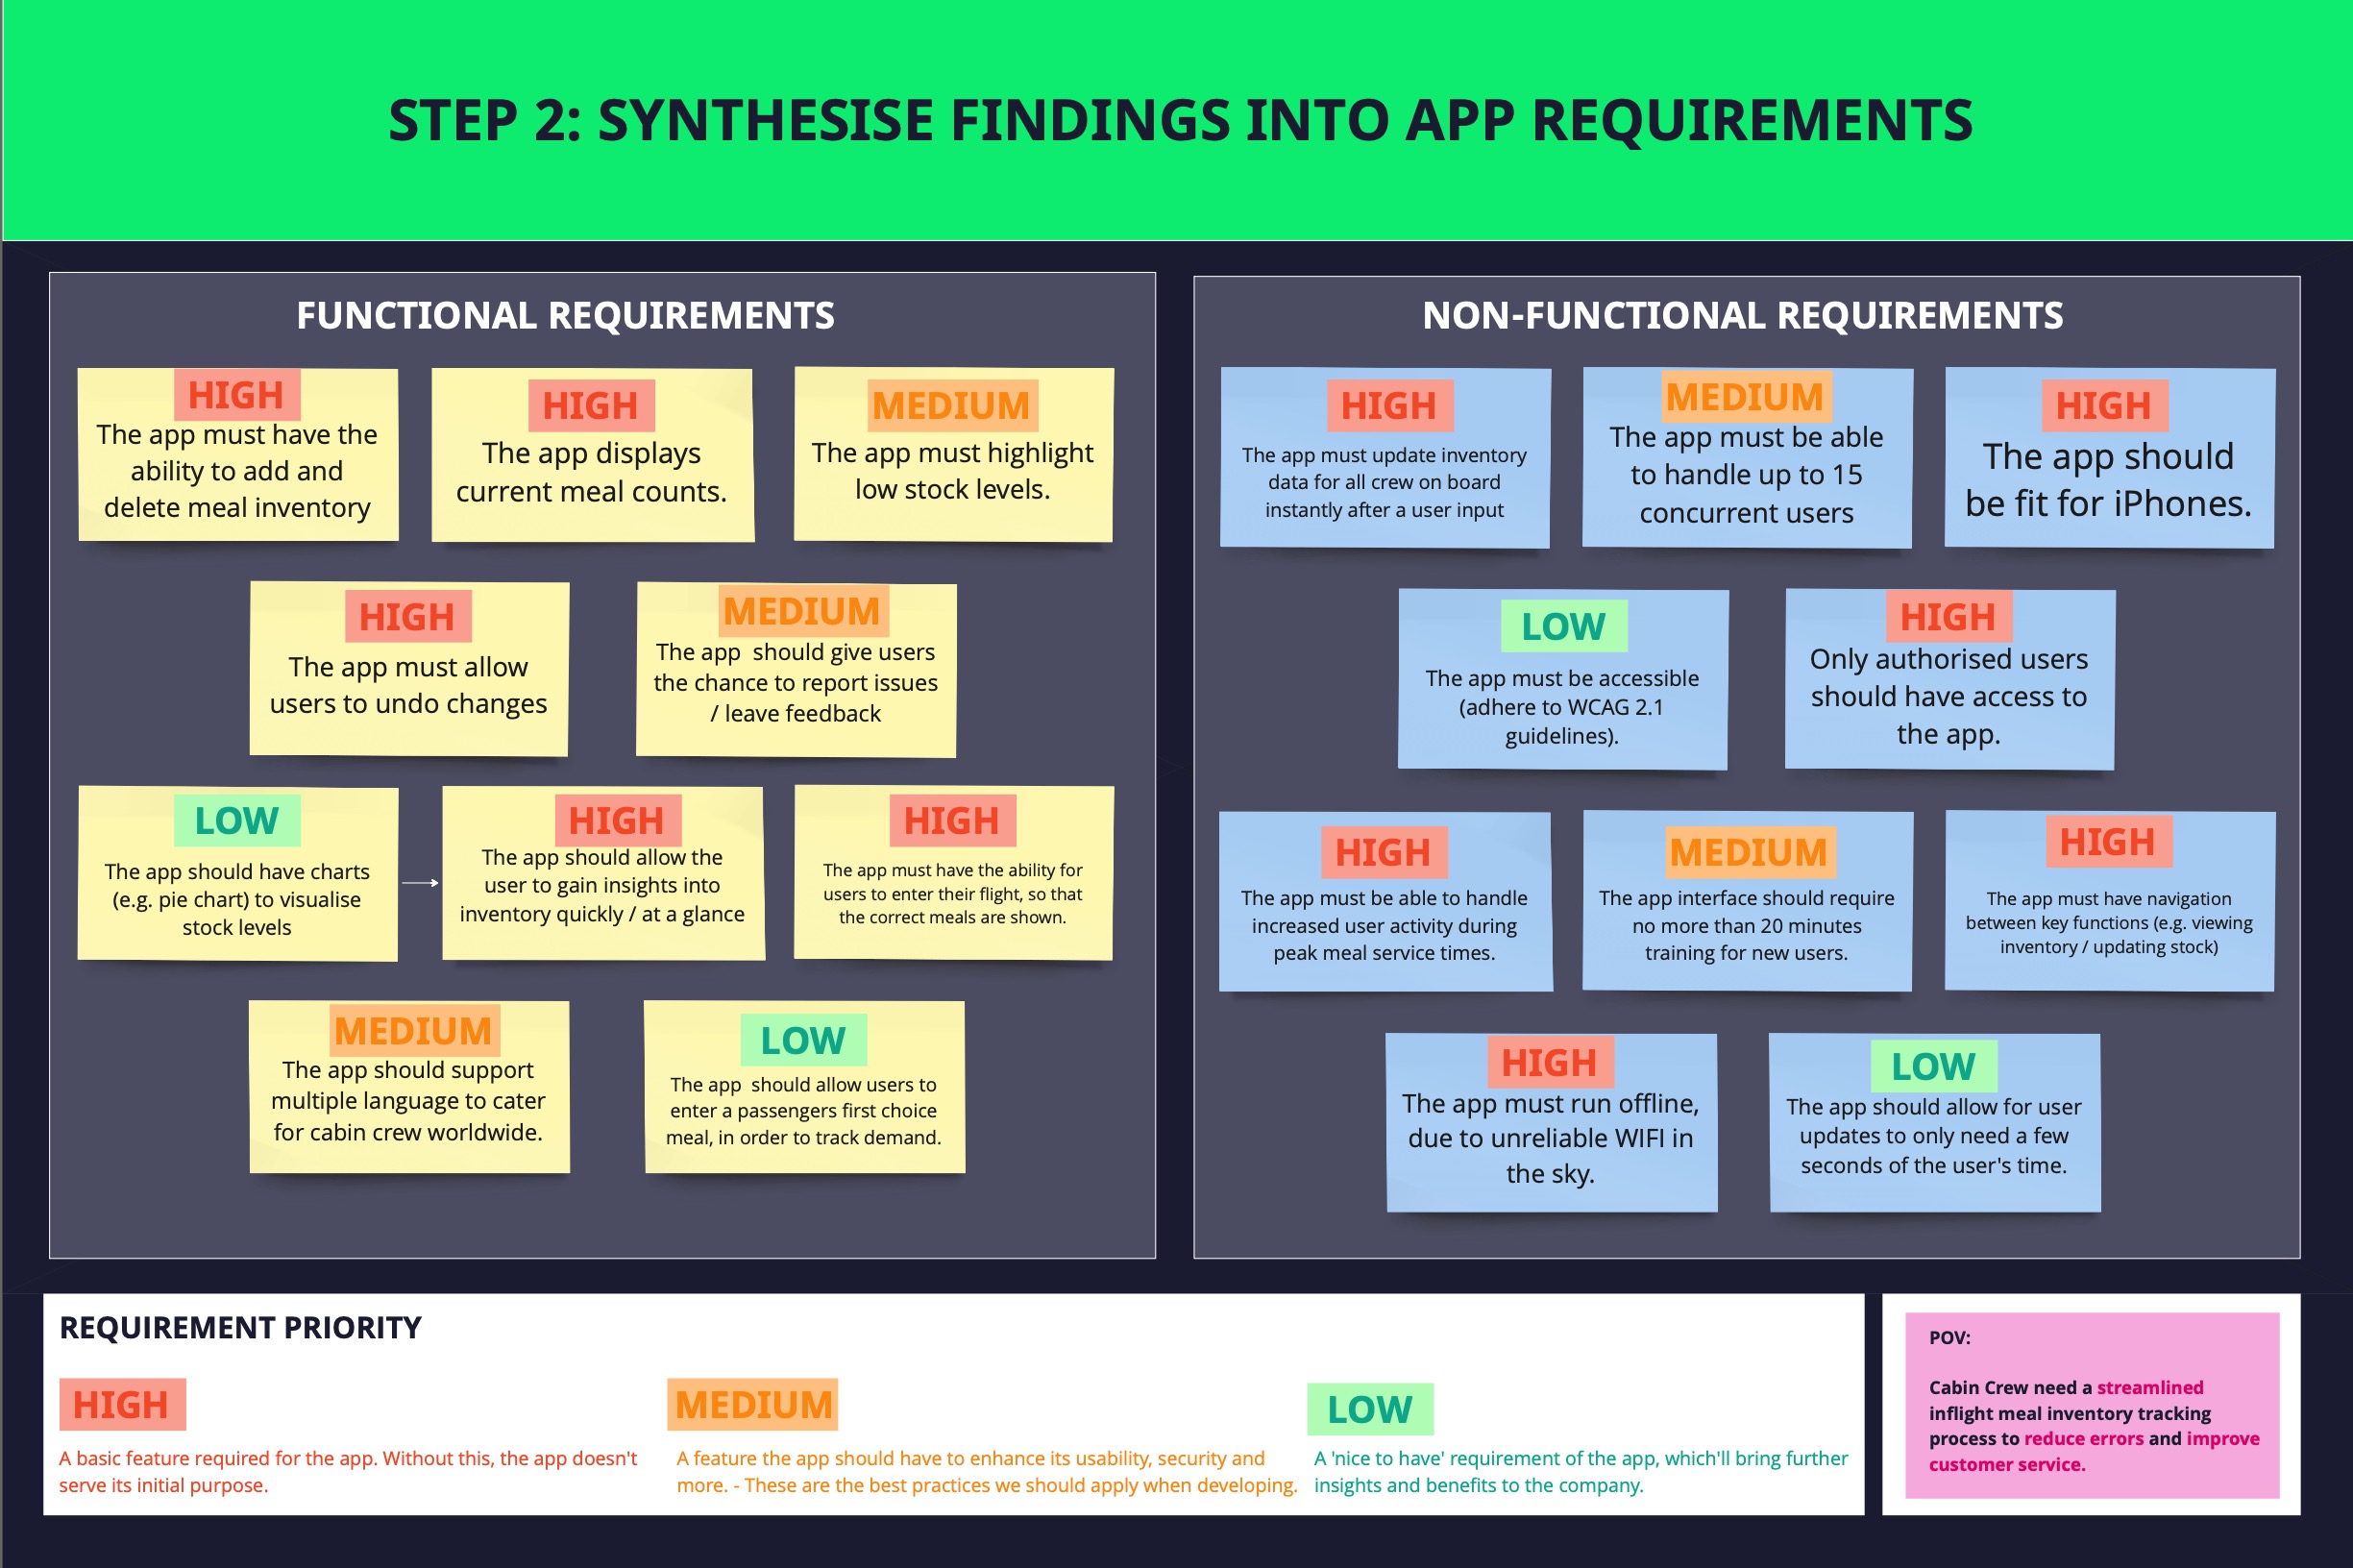 STEP 2: SYNTHESISE FINDINGS INTO APP REQUIREMENTS
FUNCTIONAL REQUIREMENTS
HIGH
The app must have the
ability to add and
delete meal inventory
HIGH
The app displays
current meal counts.
MEDIUM
The app must highlight
low stock levels.
HIGH
The app must allow
users to undo changes
MEDIUM
The app  should give users
the chance to report issues
/ leave feedback
LOW
The app should have charts
(e.g. pie chart) to visualise
stock levels
HIGH
The app should allow the
user to gain insights into
inventory quickly / at a glance
HIGH
The app must have the ability for
users to enter their flight, so that
the correct meals are shown.
MEDIUM
The app should support
multiple language to cater
for cabin crew worldwide.
LOW
The app  should allow users to
enter a passengers first choice
meal, in order to track demand.
NON-FUNCTIONAL REQUIREMENTS
HIGH
The app must update inventory
data for all crew on board
instantly after a user input
MEDIUM
The app must be able
to handle up to 15
concurrent users
HIGH
The app should
be fit for iPhones.
LOW
The app must be accessible
(adhere to WCAG 2.1
guidelines).
HIGH
Only authorised users
should have access to
the app.
HIGH
The app must be able to handle
increased user activity during
peak meal service times.
MEDIUM
The app interface should require
no more than 20 minutes
training for new users.
HIGH
The app must have navigation
between key functions (e.g. viewing
inventory / updating stock)
HIGH
The app must run offline,
due to unreliable WIFI in
the sky.
LOW
The app should allow for user
updates to only need a few
seconds of the user's time.
REQUIREMENT PRIORITY
HIGH
A basic feature required for the app. Without this, the app doesn't
serve its initial purpose.
MEDIUM
A feature the app should have to enhance its usability, security and
more. - These are the best practices we should apply when developing.
LOW
A 'nice to have' requirement of the app, which'll bring further
insights and benefits to the company.
POV:
Cabin Crew need a streamlined
inflight meal inventory tracking
process to reduce errors and improve
customer service.